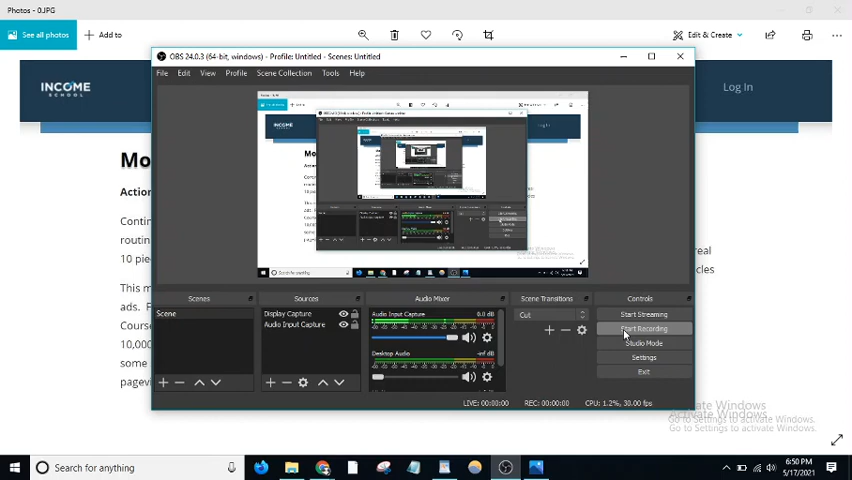 Photos - 0.JPG
See all photos
Add to
Edit & Create
INCOME
SCHOOL
Log In
OBS 24.0.3 (64-bit, windows) - Profile: Untitled - Scenes: Untitled
File Edit View Profile Scene Collection Tools Help
Mo
Action
Contin
routin
10 pie
real
cles
This m
ads. F
Cours
10,000
some
pagevi
Scenes
Sources
Audio Mixer
Scene Transitions
Controls
Scene
Display Capture
Audio Input Capture
Audio Input Capture
0.0 dB
Desktop Audio
-inf dB
Cut
Start Streaming
Start Recording
Studio Mode
Settings
Exit
LIVE: 00:00:00
REC: 00:00:00
CPU: 1.2%, 30.00 fps
Activate Windows
Go to Settings to activate Windows.
Search for anything
6:50 PM
5/17/2021